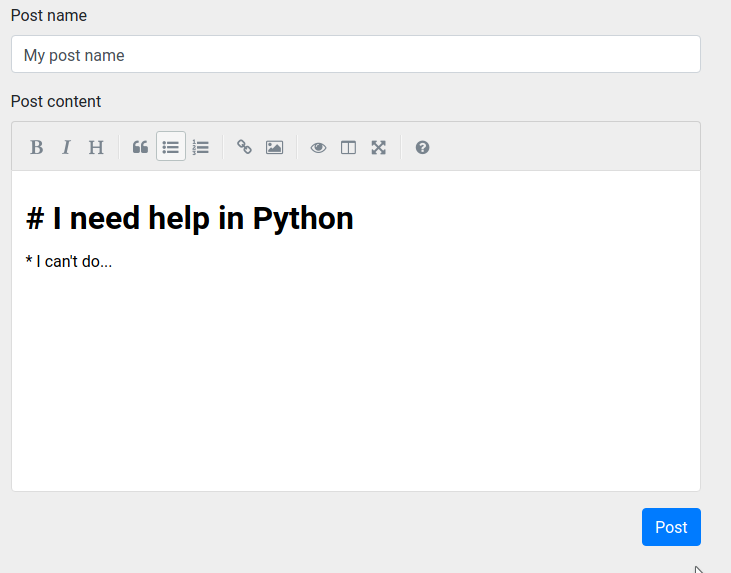 Post name
My post name
Post content
B I H
# I need help in Python
* I can't do...
Post